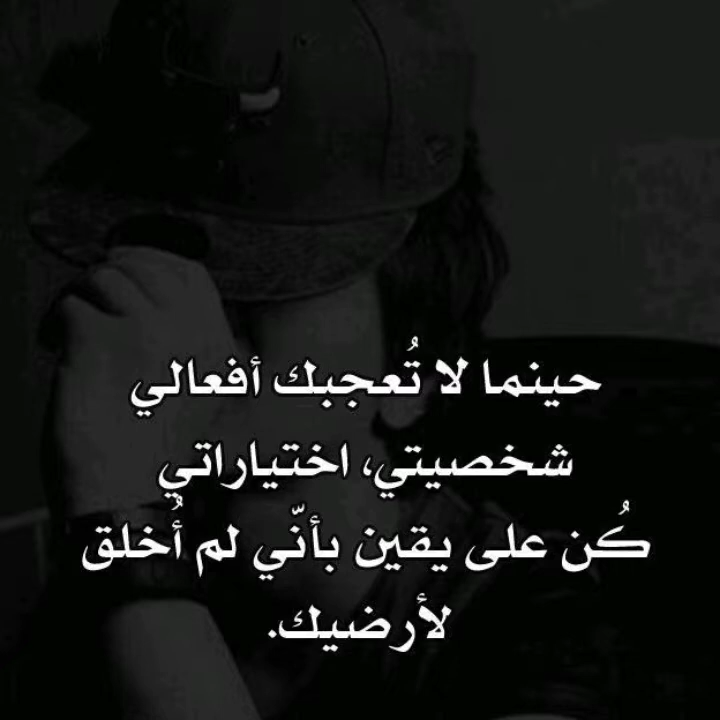 حينما لا تُعجبك أفعالي
شخصيتي، اختياراتي
كُن على يقين بأنّي لم أُخلق
لأرضيك.